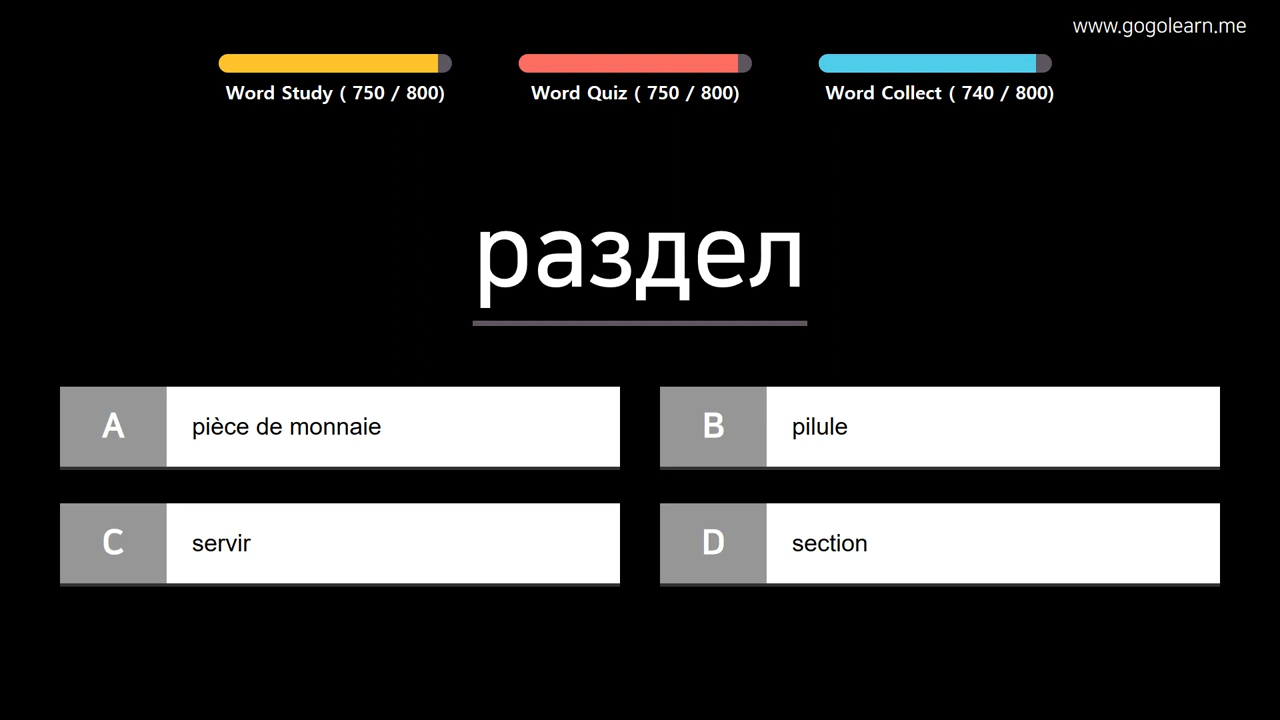 www.gogolearn.me
Word Study ( 750 / 800)
Word Quiz ( 750 / 800)
Word Collect ( 740 / 800)
раздел
A pièce de monnaie
B pilule
C servir
D section